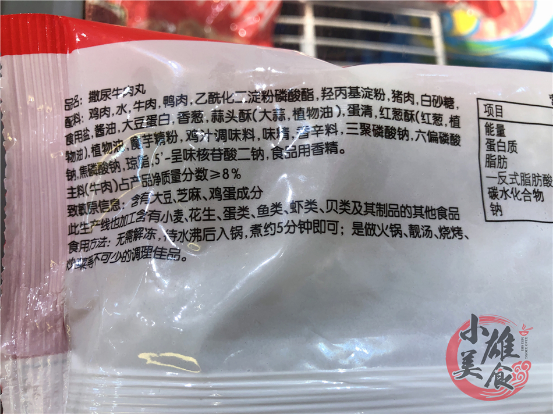 品名：撒尿牛肉丸
配料：鸡肉,水,牛肉,鸭肉,乙酰化二淀粉磷酸酯,羟丙基淀粉,猪肉,白砂糖,
食用盐,酱油,大豆蛋白,香葱,蒜头酥(大蒜,植物油),蛋清,红葱酥(红葱,植
物油),植物油,酵母精粉,鸡汁调味料,味精,香辛料,三聚磷酸钠,六偏磷酸
钠,焦磷酸钠,琼脂,5'-呈味核苷酸二钠,食品用香精。
主料(牛肉)占产品净质量分数≥8%
致敏原信息：含有大豆,芝麻、鸡蛋成分
此生产线也加工含有小麦,花生、蛋类、鱼类、虾类、贝类及其制品的其他食品
食用方法：无需解冻,待水沸后入锅,煮约5分钟即可；是做火锅、靓汤、烧烤、
炒菜等不可少的调理佳品。
项目
能量
蛋白质
脂肪
一反式脂肪酸
碳水化合物
钠
小雄
美食